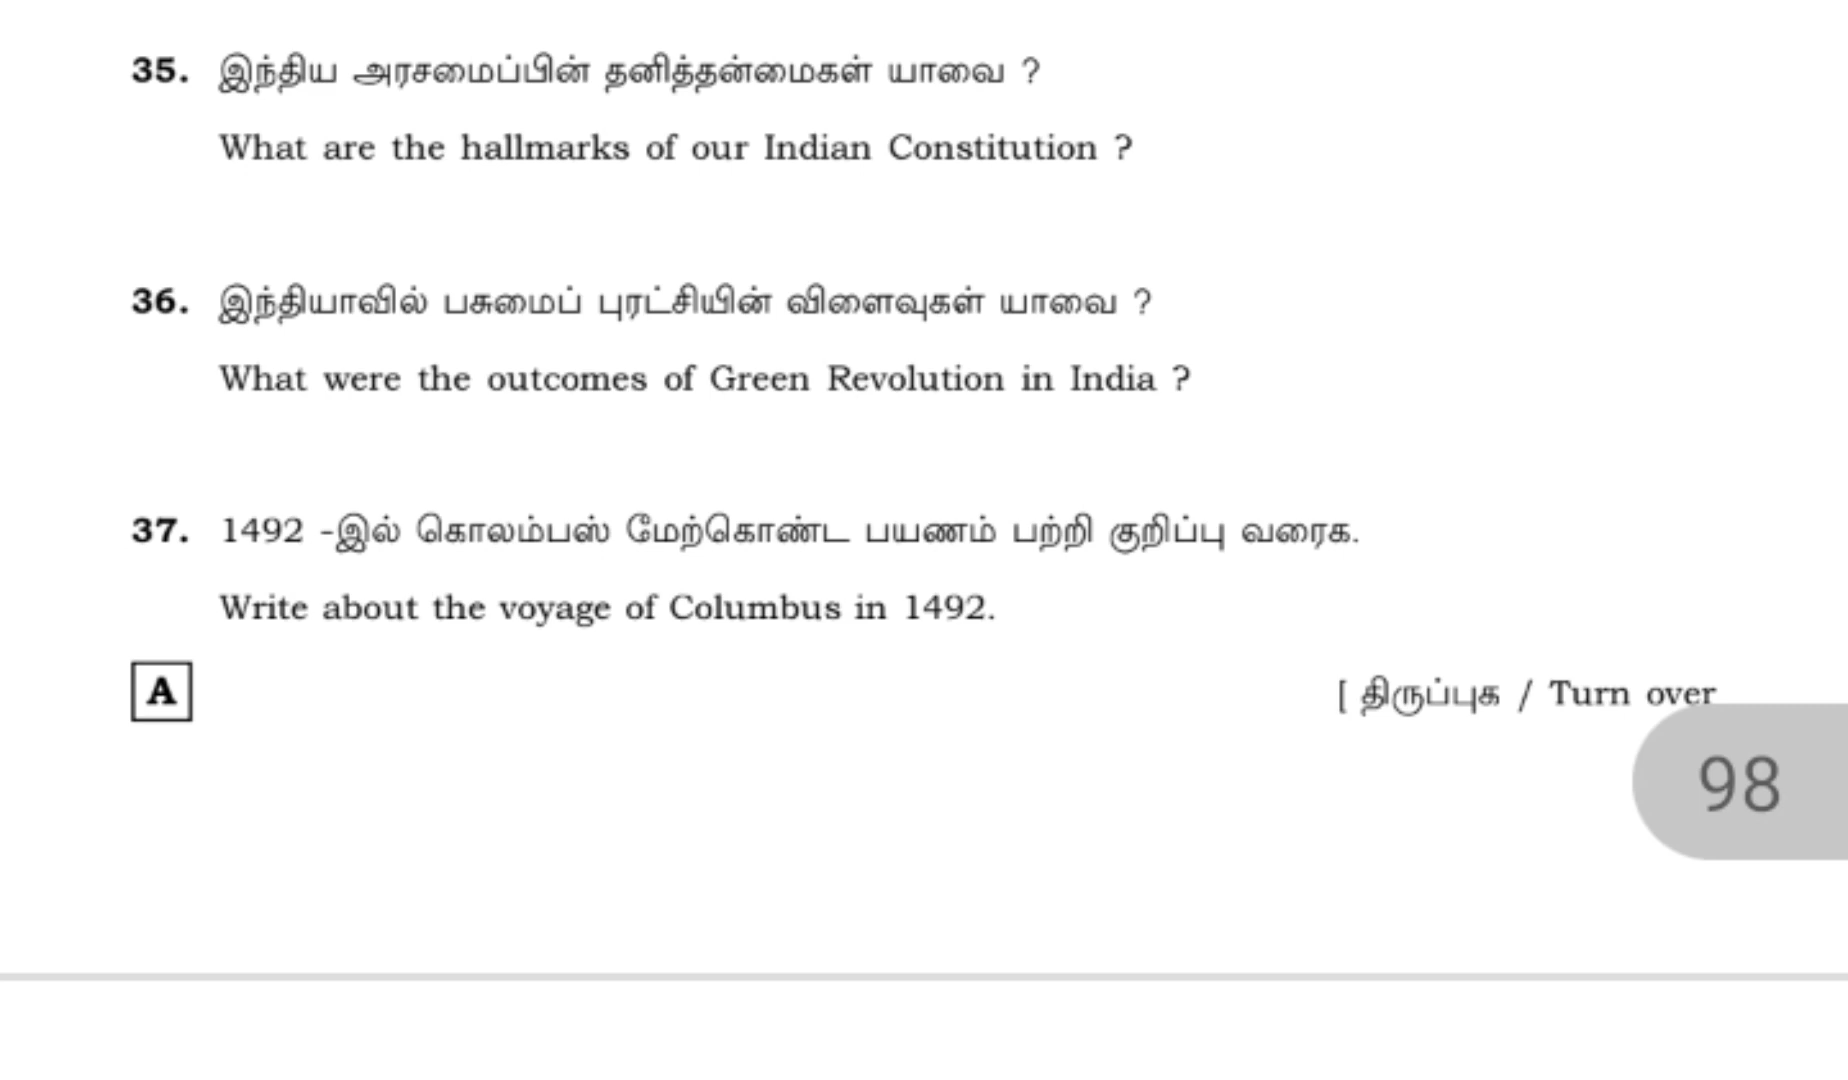 35. இந்திய அரசமைப்பின் தனித்தன்மைகள் யாவை ?
What are the hallmarks of our Indian Constitution ?
36. இந்தியாவில் பசுமைப் புரட்சியின் விளைவுகள் யாவை ?
What were the outcomes of Green Revolution in India ?
37. 1492 -இல் கொலம்பஸ் மேற்கொண்ட பயணம் பற்றி குறிப்பு வரைக.
Write about the voyage of Columbus in 1492.
A [ திருப்புக / Turn over
98